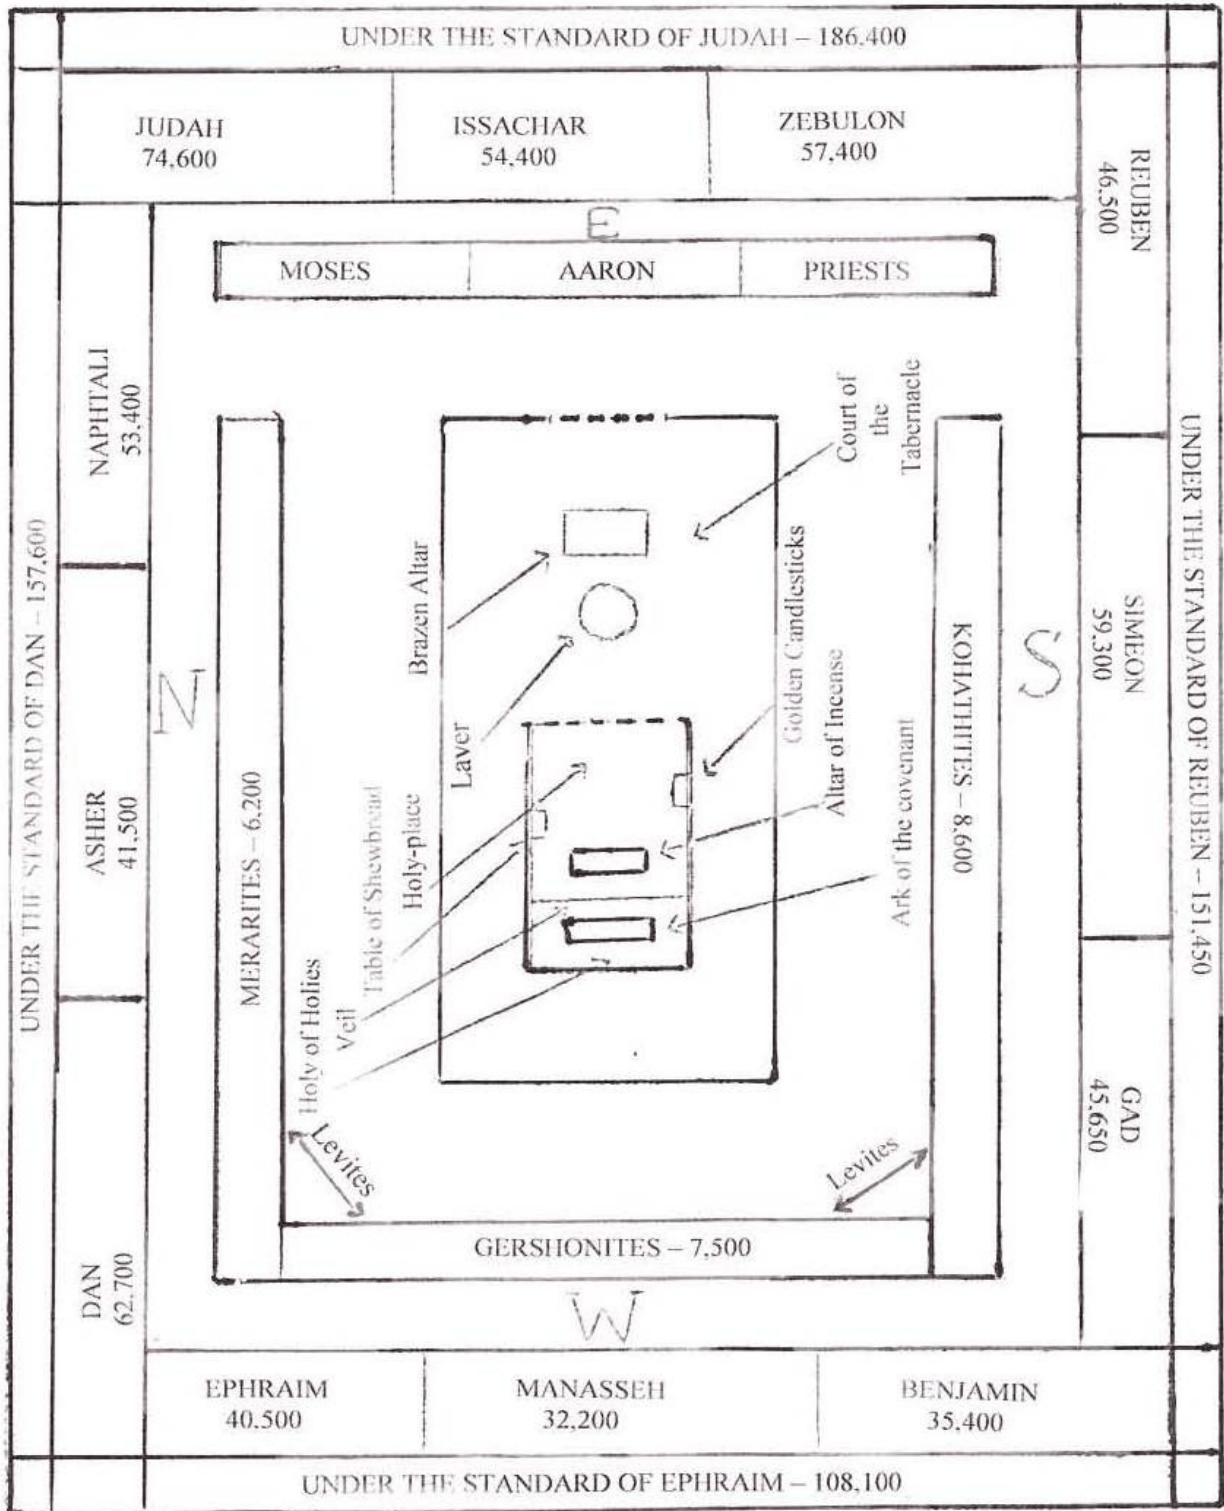 UNDER THE STANDARD OF JUDAH – 186,400
JUDAH
74,600
ISSACHAR
54,400
ZEBULON
57,400
REUBEN
46,500
E
MOSES
AARON
PRIESTS
NAPHTALI
53,400
UNDER THE STANDARD OF DAN – 157,600
ASHER
41,500
DAN
62,700
N
MERARITES – 6,200
Brazen Altar
Laver
Holy-place
Table of Shewbread
Veil
Holy of Holies
Court of
the
Tabernacle
Golden Candlesticks
Altar of Incense
Ark of the covenant
KOHATHITES – 8,600
S
SIMEON
59,300
UNDER THE STANDARD OF REUBEN – 151,450
GAD
45,650
Levites
Levites
GERSHONITES – 7,500
W
EPHRAIM
40,500
MANASSEH
32,200
BENJAMIN
35,400
UNDER THE STANDARD OF EPHRAIM – 108,100